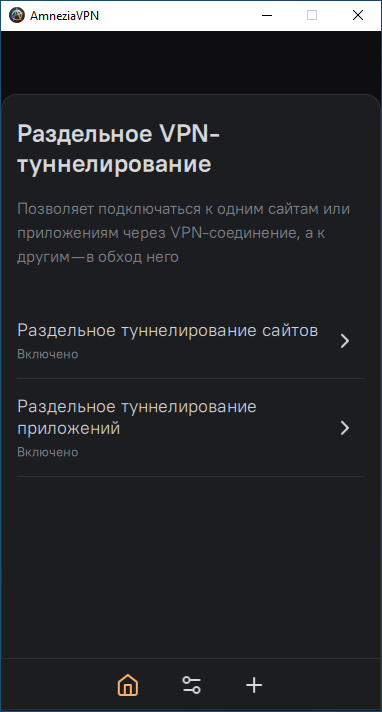 AmneziaVPN
Раздельное VPN-
туннелирование
Позволяет подключаться к одним сайтам или
приложениям через VPN-соединение, а к
другим—в обход него
Раздельное туннелирование сайтов
Включено
Раздельное туннелирование
приложений
Включено